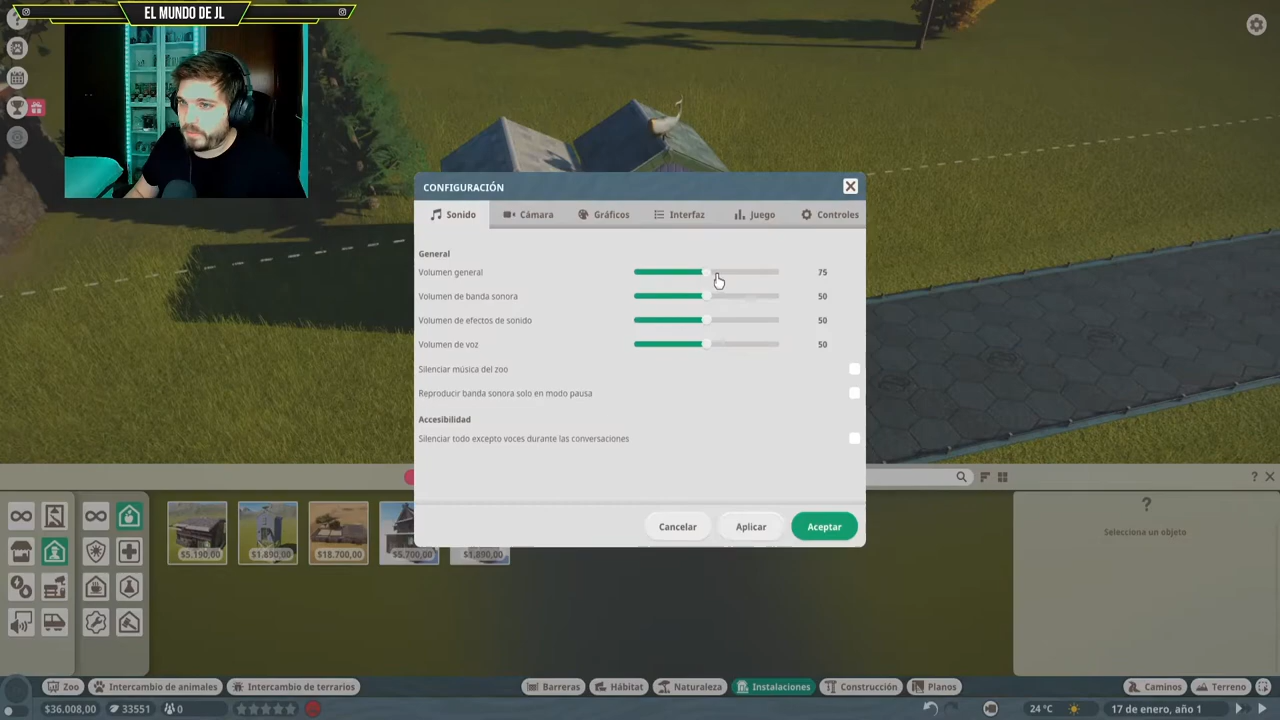 EL MUNDO DE JL
CONFIGURACIÓN
Sonido
Cámara
Gráficos
Interfaz
Juego
Controles
General
Volumen general 75
Volumen de banda sonora 50
Volumen de efectos de sonido 50
Volumen de voz 50
Silenciar música del zoo
Reproducir banda sonora solo en modo pausa
Accesibilidad
Silenciar todo excepto voces durante las conversaciones
Cancelar
Aplicar
Aceptar
?
?
Selecciona un objeto
$5.190,00
$1.890,00
$18.700,00
$5.700,00
$1.890,00
Zoo
Intercambio de animales
Intercambio de terrarios
Barreras
Hábitat
Naturaleza
Instalaciones
Construcción
Planos
Caminos
Terreno
$36.008,00
33551
0
24 °C
17 de enero, año 1